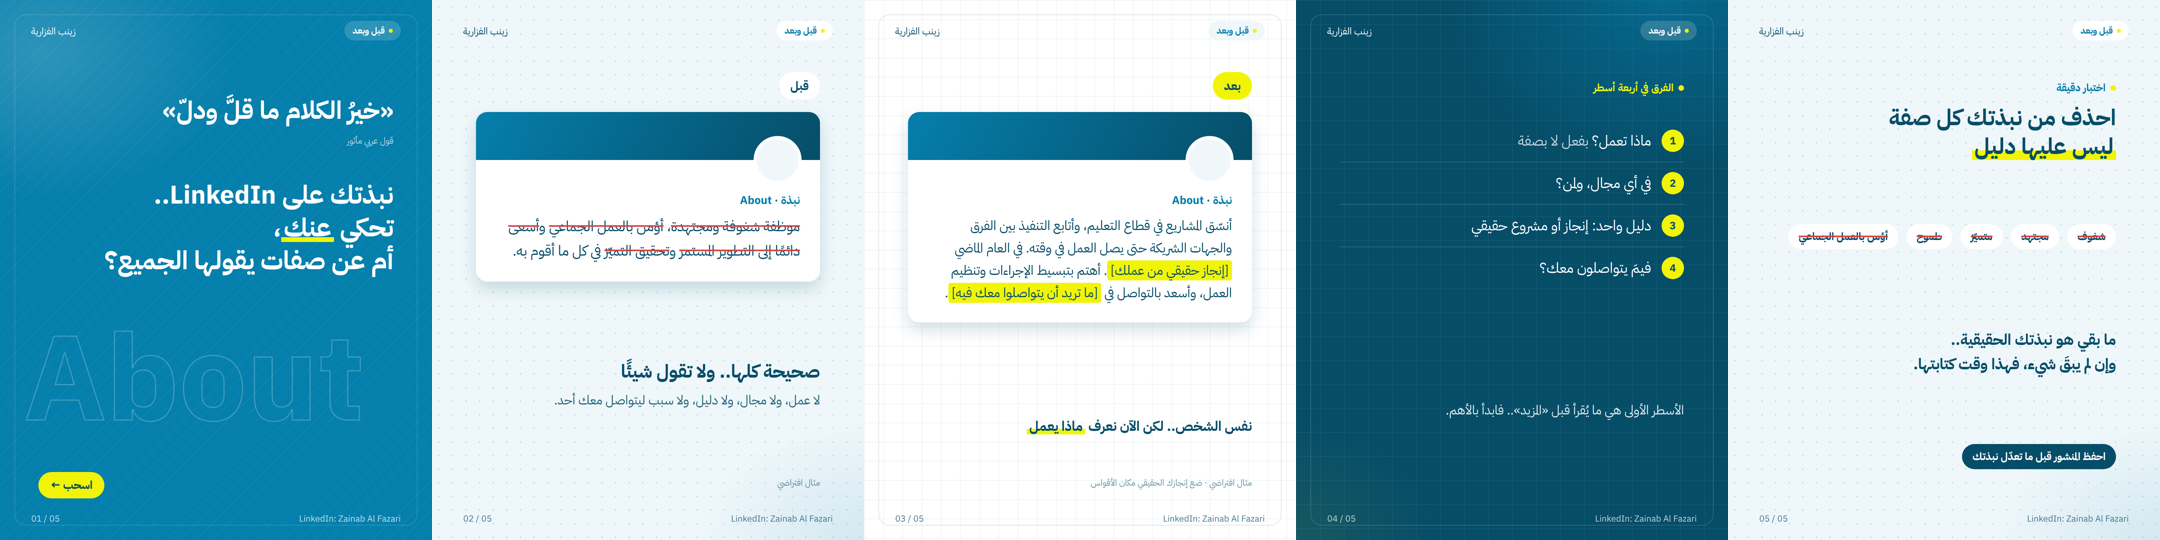 قبل وبعد
زينب الفزارية
«خيرُ الكلام ما قلَّ ودلّ»
قول عربي مأثور
نبذتك على LinkedIn..
تحكي عنك،
أم عن صفات يقولها الجميع؟
About
اسحب ←
01 / 05
LinkedIn: Zainab Al Fazari
قبل وبعد
زينب الفزارية
قبل
نبذة · About
موظفة شغوفة ومجتهدة، أؤمن بالعمل الجماعي وأسعى
دائمًا إلى التطوير المستمر وتحقيق التميّز في كل ما أقوم به.
صحيحة كلها.. ولا تقول شيئًا
لا عمل، ولا مجال، ولا دليل، ولا سبب ليتواصل معك أحد.
مثال افتراضي
02 / 05
LinkedIn: Zainab Al Fazari
قبل وبعد
زينب الفزارية
بعد
نبذة · About
أنسّق المشاريع في قطاع التعليم، وأتابع التنفيذ بين الفرق
والجهات الشريكة حتى يصل العمل في وقته. في العام الماضي
[إنجاز حقيقي من عملك]. أهتم بتبسيط الإجراءات وتنظيم
العمل، وأسعد بالتواصل في [ما تريد أن يتواصلوا معك فيه].
نفس الشخص.. لكن الآن نعرف ماذا يعمل
مثال افتراضي · ضع إنجازك الحقيقي مكان الأقواس
03 / 05
LinkedIn: Zainab Al Fazari
قبل وبعد
زينب الفزارية
الفرق في أربعة أسطر
1 ماذا تعمل؟ بفعل لا بصفة
2 في أي مجال، ولمن؟
3 دليل واحد: إنجاز أو مشروع حقيقي
4 فيمَ يتواصلون معك؟
الأسطر الأولى هي ما يُقرأ قبل «المزيد».. فابدأ بالأهم.
04 / 05
LinkedIn: Zainab Al Fazari
قبل وبعد
زينب الفزارية
اختبار دقيقة
احذف من نبذتك كل صفة
ليس عليها دليل
شغوف مجتهد متميّز طموح أؤمن بالعمل الجماعي
ما بقي هو نبذتك الحقيقية..
وإن لم يبقَ شيء، فهذا وقت كتابتها.
احفظ المنشور قبل ما تعدّل نبذتك
05 / 05
LinkedIn: Zainab Al Fazari